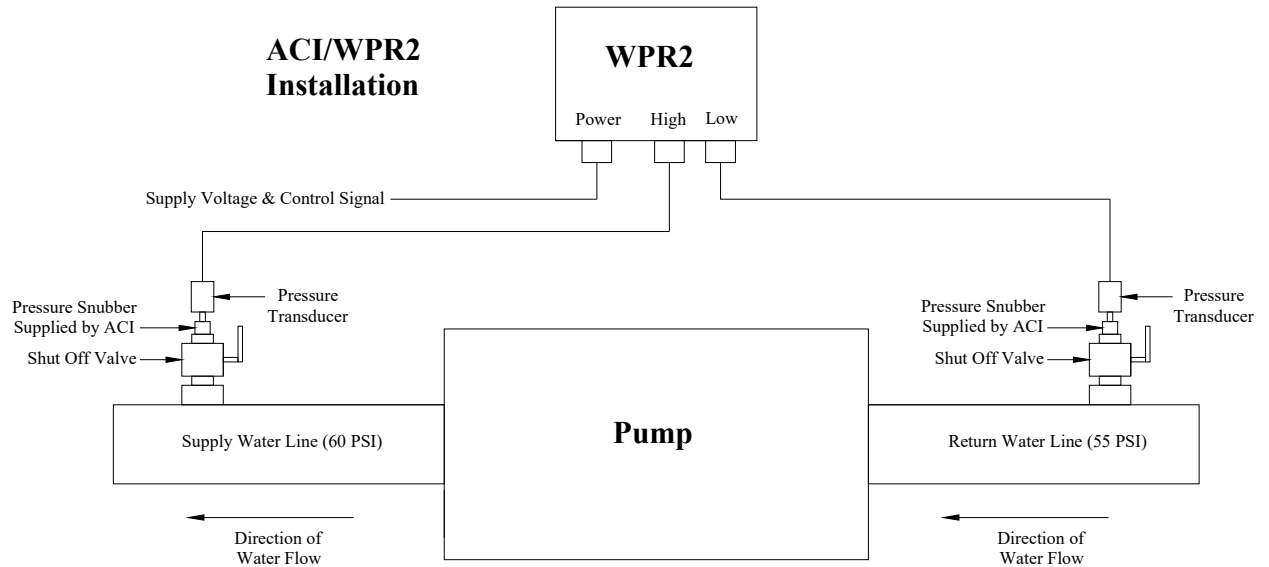 ACI/WPR2
Installation
WPR2
Power
High
Low
Supply Voltage & Control Signal
Pressure Snubber
Supplied by ACI
Pressure
Transducer
Shut Off Valve
Pressure Snubber
Supplied by ACI
Pressure
Transducer
Shut Off Valve
Supply Water Line (60 PSI)
Pump
Return Water Line (55 PSI)
Direction of
Water Flow
Direction of
Water Flow